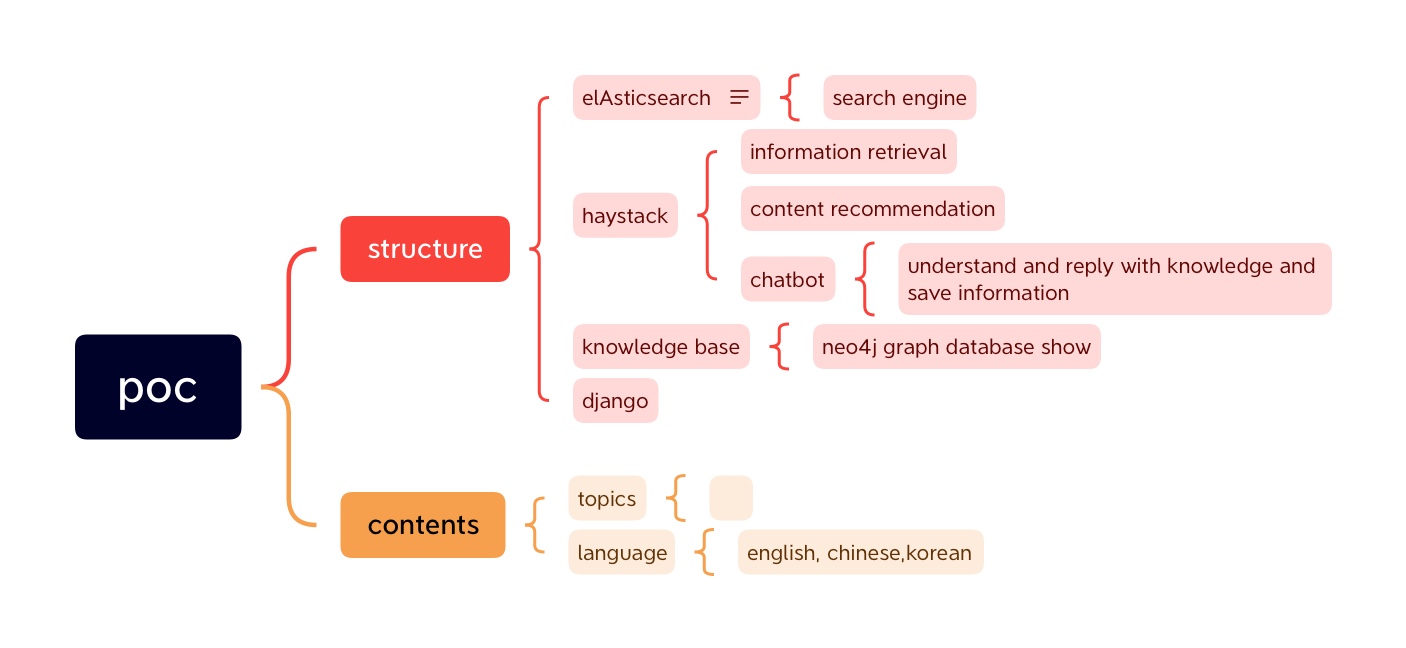 poc
structure
elAsticsearch
search engine
haystack
information retrieval
content recommendation
chatbot
understand and reply with knowledge and
save information
knowledge base
neo4j graph database show
django
contents
topics
language
english, chinese,korean